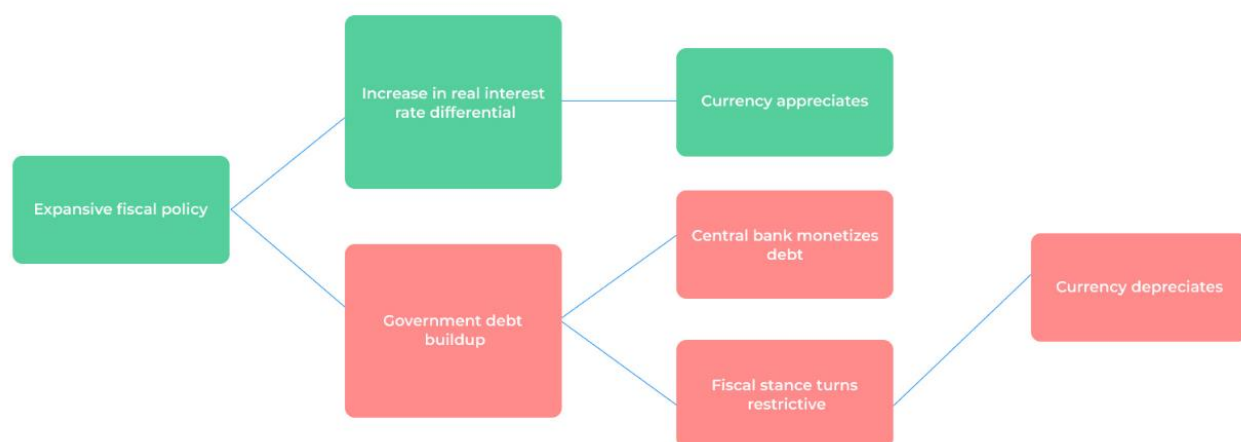 Increase in real interest
rate differential
Currency appreciates
Expansive fiscal policy
Central bank monetizes
debt
Currency depreciates
Government debt
buildup
Fiscal stance turns
restrictive